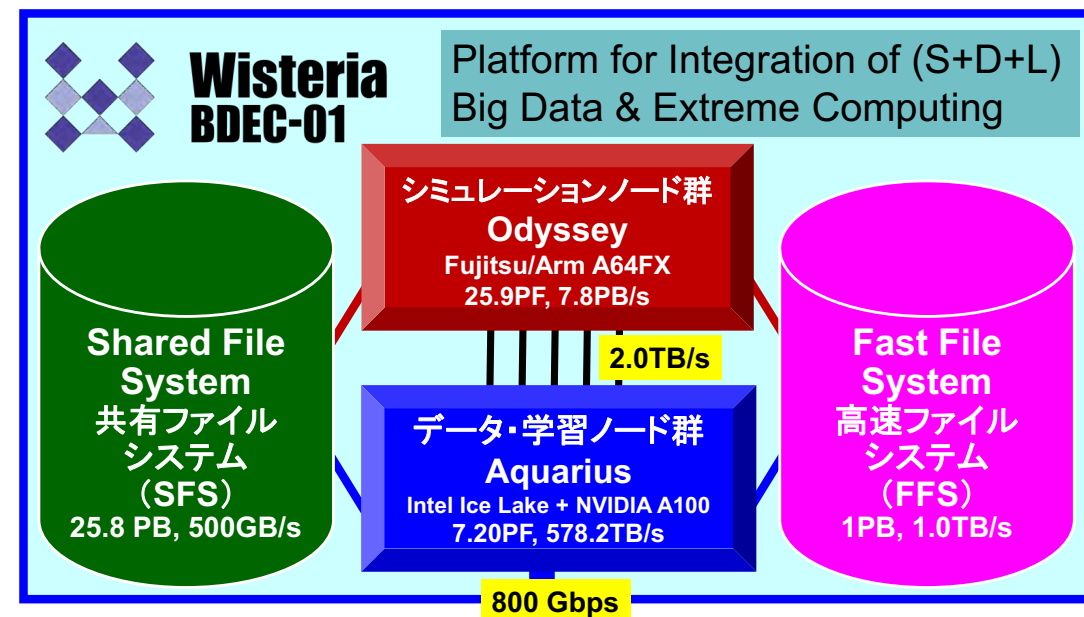 Wisteria
BDEC-01
Platform for Integration of (S+D+L)
Big Data & Extreme Computing
シミュレーションノード群
Odyssey
Fujitsu/Arm A64FX
25.9PF, 7.8PB/s
2.0TB/s
Shared File
System
共有ファイル
システム
（SFS）
25.8 PB, 500GB/s
データ・学習ノード群
Aquarius
Intel Ice Lake + NVIDIA A100
7.20PF, 578.2TB/s
Fast File
System
高速ファイル
システム
（FFS）
1PB, 1.0TB/s
800 Gbps